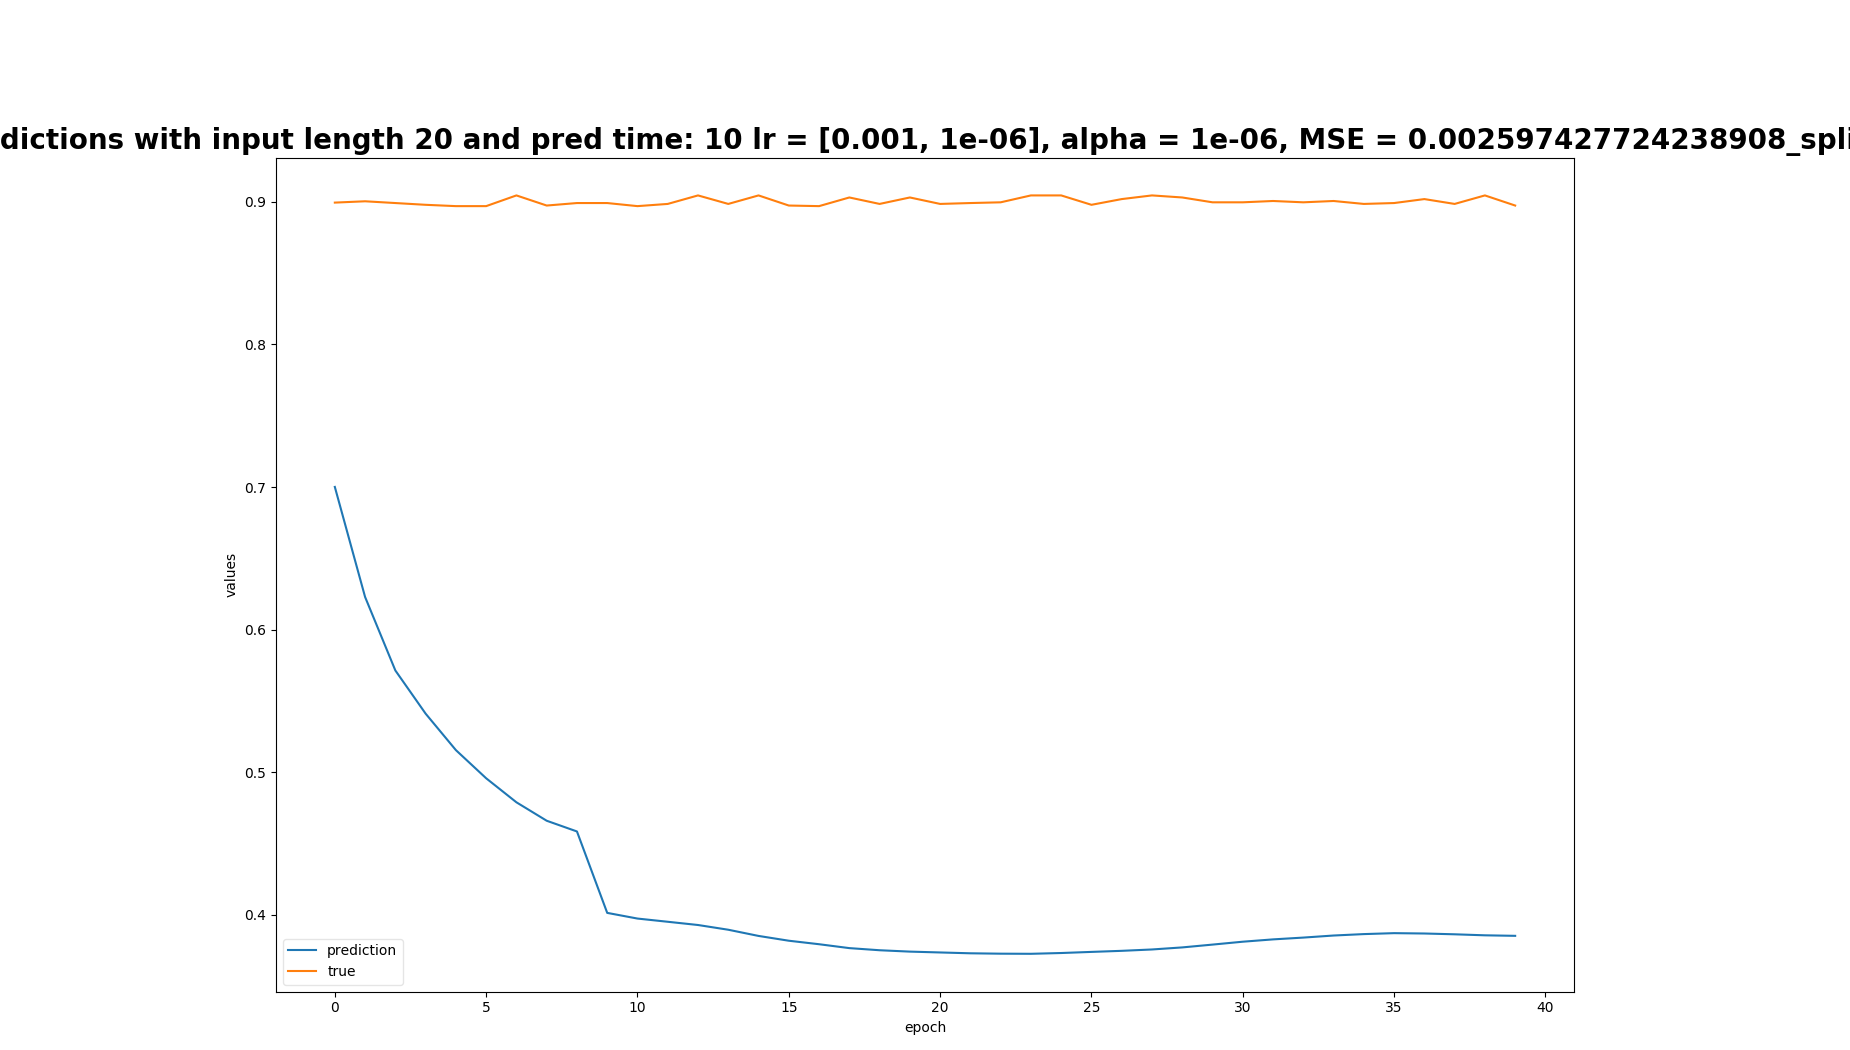 dictions with input length 20 and pred time: 10 lr = [0.001, 1e-06], alpha = 1e-06, MSE = 0.002597427724238908_spli
0.9
0.8
0.7
0.6
0.5
0.4
values
prediction
true
0 5 10 15 20 25 30 35 40
epoch